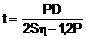 t = PD / 2Sη – 1,2P